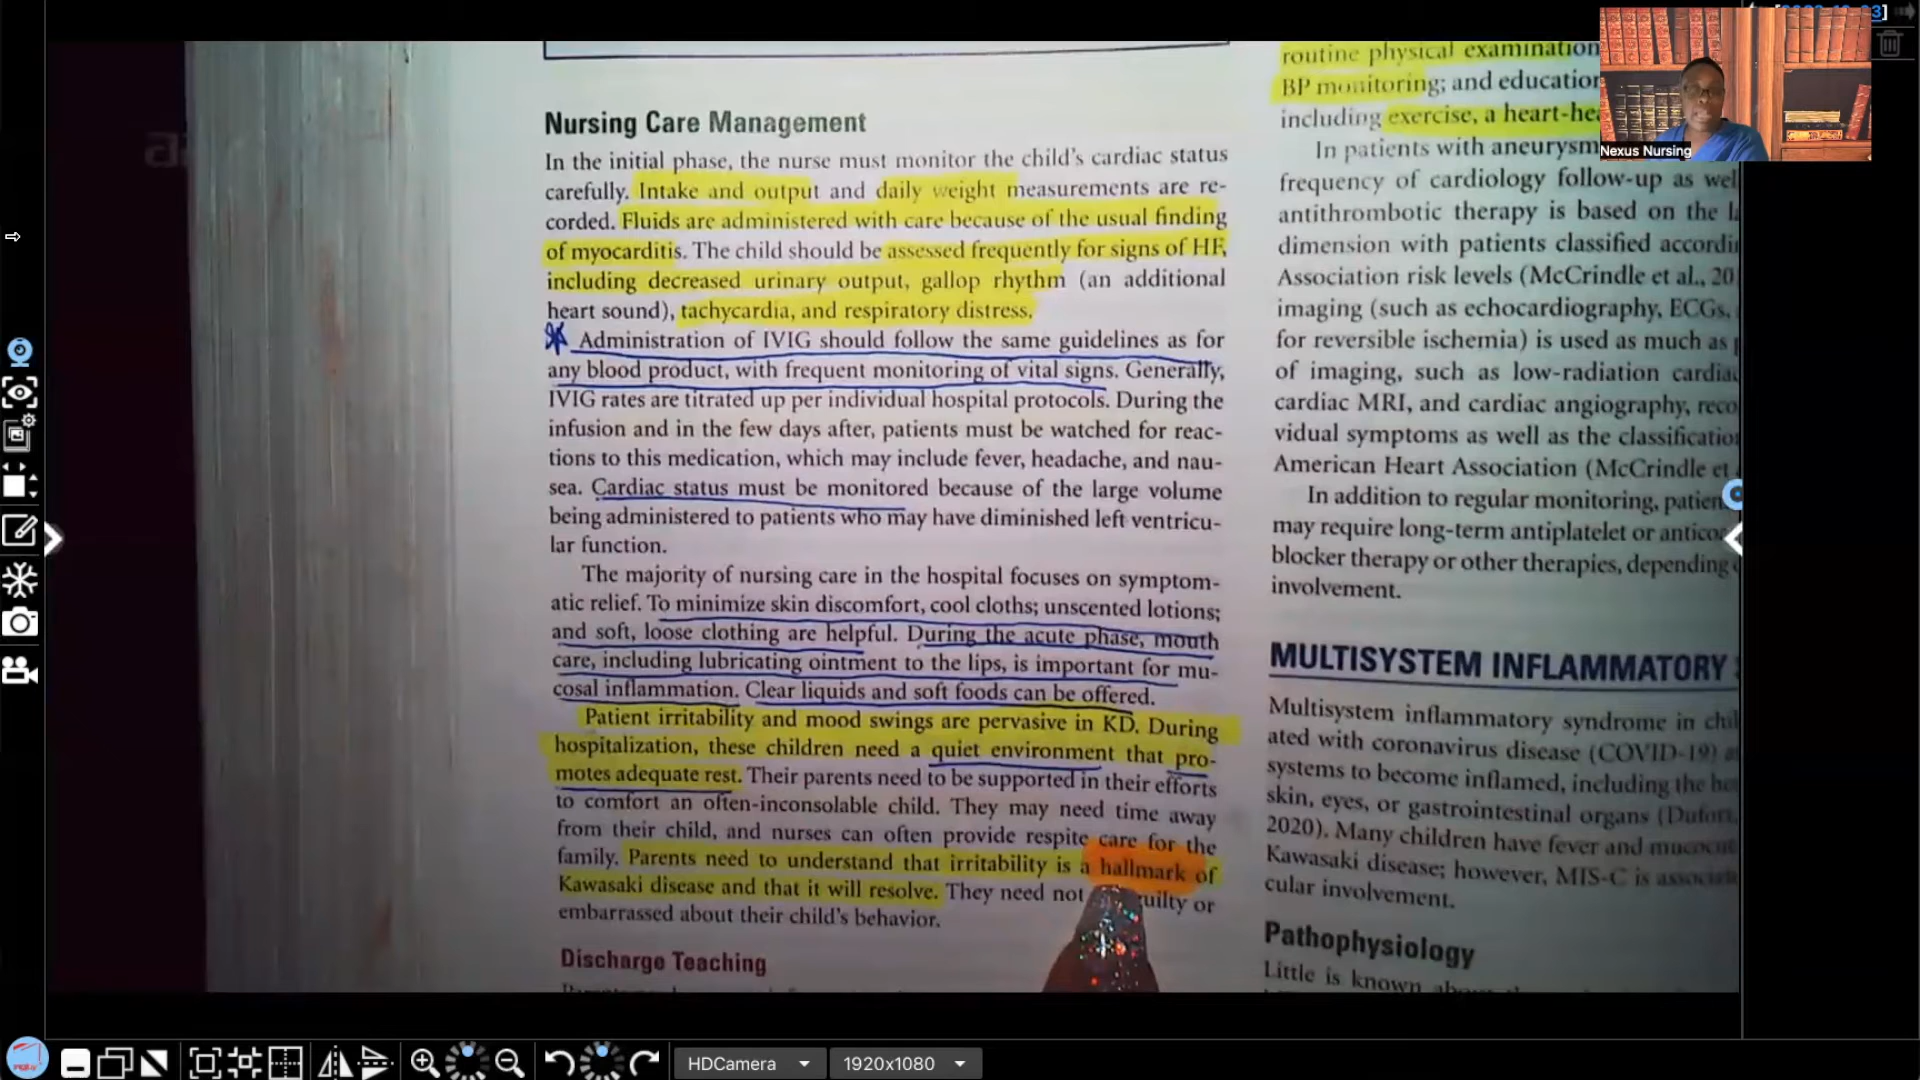 Nursing Care Management
In the initial phase, the nurse must monitor the child's cardiac status
carefully. Intake and output and daily weight measurements are re-
corded. Fluids are administered with care because of the usual finding
of myocarditis. The child should be assessed frequently for signs of HF,
including decreased urinary output, gallop rhythm (an additional
heart sound), tachycardia, and respiratory distress.
Administration of IVIG should follow the same guidelines as for
any blood product, with frequent monitoring of vital signs. Generally,
IVIG rates are titrated up per individual hospital protocols. During the
infusion and in the few days after, patients must be watched for reac-
tions to this medication, which may include fever, headache, and nau-
sea. Cardiac status must be monitored because of the large volume
being administered to patients who may have diminished left ventricu-
lar function.
The majority of nursing care in the hospital focuses on symptom-
atic relief. To minimize skin discomfort, cool cloths; unscented lotions;
and soft, loose clothing are helpful. During the acute phase, mouth
care, including lubricating ointment to the lips, is important for mu-
cosal inflammation. Clear liquids and soft foods can be offered.
Patient irritability and mood swings are pervasive in KD. During
hospitalization, these children need a quiet environment that pro-
motes adequate rest. Their parents need to be supported in their efforts
to comfort an often-inconsolable child. They may need time away
from their child, and nurses can often provide respite care for the
family. Parents need to understand that irritability is a hallmark of
Kawasaki disease and that it will resolve. They need not uilty or
embarrassed about their child's behavior.
Discharge Teaching
routine physical examination
BP monitoring; and education
including exercise, a heart-hea
In patients with aneurysm
frequency of cardiology follow-up as wel
antithrombotic therapy is based on the
dimension with patients classified accordi
Association risk levels (McCrindle et al., 20
imaging (such as echocardiography, ECGs,
for reversible ischemia) is used as much as
of imaging, such as low-radiation cardiac
cardiac MRI, and cardiac angiography, reco
vidual symptoms as well as the classification
American Heart Association (McCrindle et
In addition to regular monitoring, patien
may require long-term antiplatelet or antico
blocker therapy or other therapies, depending
involvement.
MULTISYSTEM INFLAMMATORY
Multisystem inflammatory syndrome in chil
ated with coronavirus disease (COVID-19)
systems to become inflamed, including the
skin, eyes, or gastrointestinal organs (Dufort,
2020). Many children have fever and mucocut
Kawasaki disease; however, MIS-C is associat
cular involvement.
Pathophysiology
Little is known
Nexus Nursing
HDCamera
1920x1080